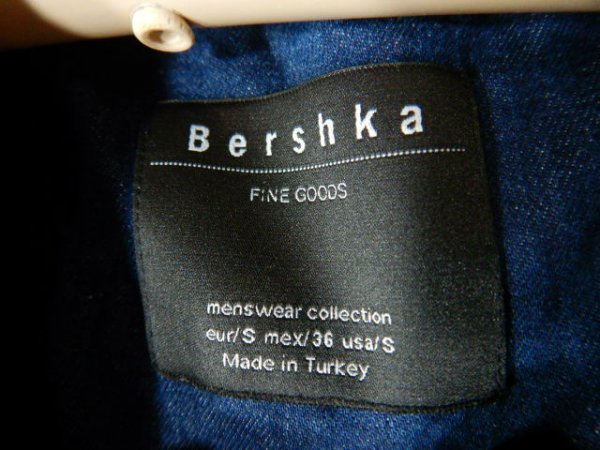 Bershka
FINE GOODS
menswear collection
eur/S mex/36 usa/S
Made in Turkey